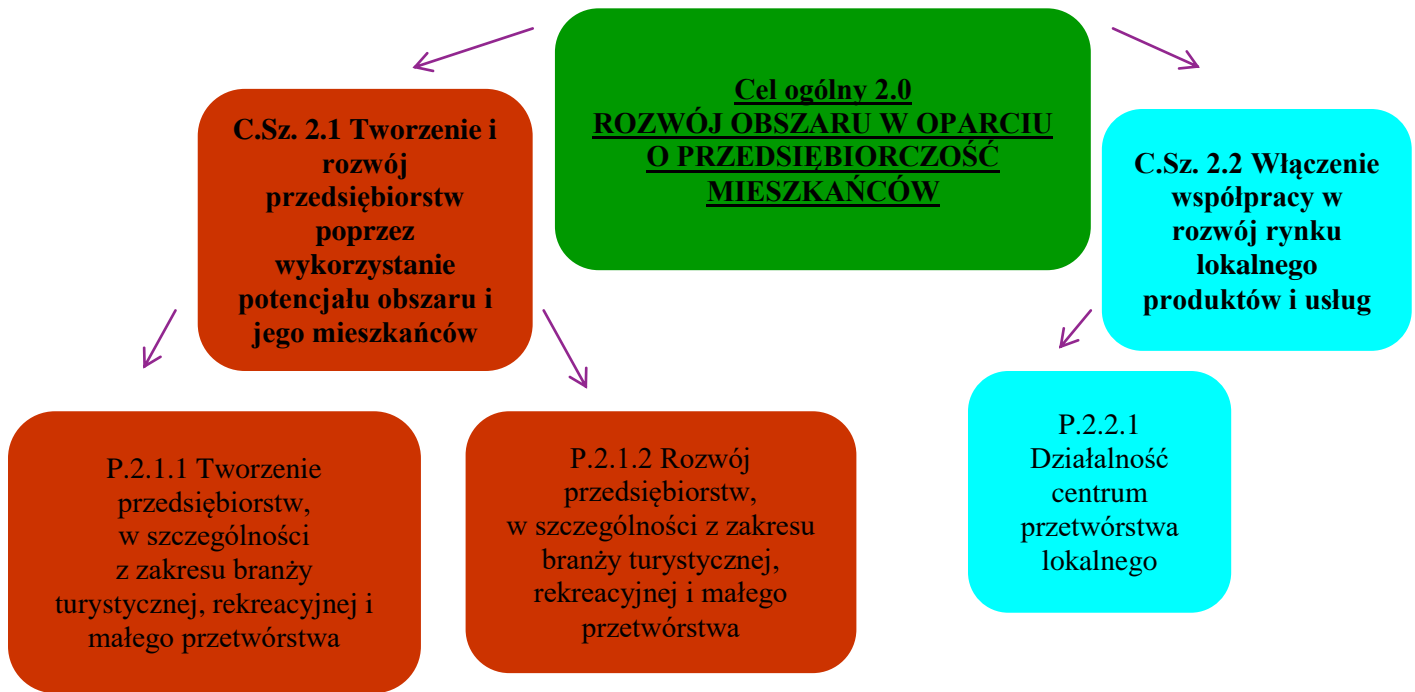 Cel ogólny 2.0
ROZWÓJ OBSZARU W OPARCIU
O PRZEDSIĘBIORCZOŚĆ
MIESZKAŃCÓW
C.Sz. 2.1 Tworzenie i
rozwój
przedsiębiorstw
poprzez
wykorzystanie
potencjału obszaru i
jego mieszkańców
C.Sz. 2.2 Włączenie
współpracy w
rozwój rynku
lokalnego
produktów i usług
P.2.1.1 Tworzenie
przedsiębiorstw,
w szczególności
z zakresu branży
turystycznej, rekreacyjnej i
małego przetwórstwa
P.2.1.2 Rozwój
przedsiębiorstw,
w szczególności z zakresu
branży turystycznej,
rekreacyjnej i małego
przetwórstwa
P.2.2.1
Działalność
centrum
przetwórstwa
lokalnego